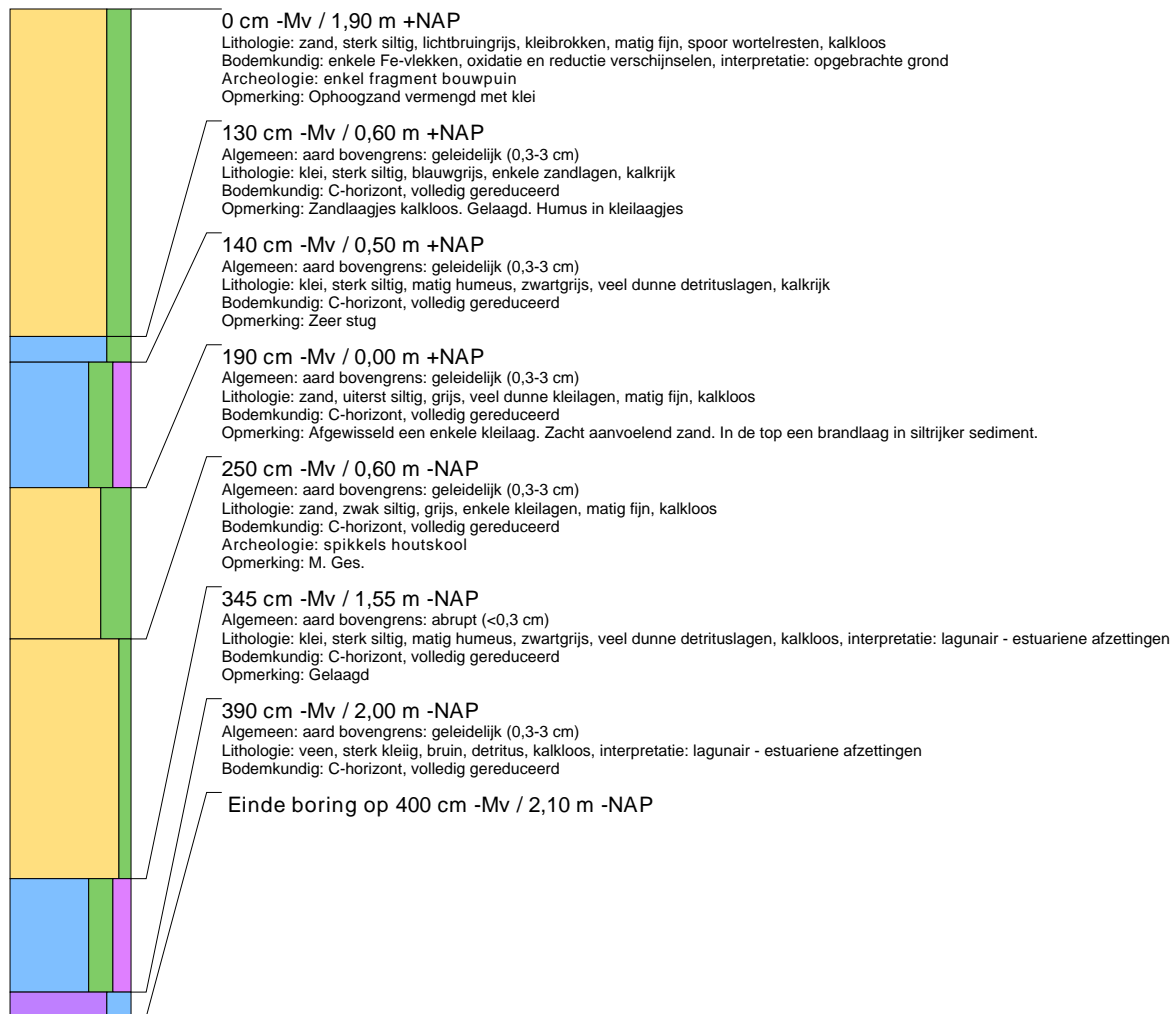 0 cm -Mv / 1,90 m +NAP
Lithologie: zand, sterk siltig, lichtbruingrijs, kleibrokken, matig fijn, spoor wortelresten, kalkloos
Bodemkundig: enkele Fe-vlekken, oxidatie en reductie verschijnselen, interpretatie: opgebrachte grond
Archeologie: enkel fragment bouwpuin
Opmerking: Ophoogzand vermengd met klei
130 cm -Mv / 0,60 m +NAP
Algemeen: aard bovengrens: geleidelijk (0,3-3 cm)
Lithologie: klei, sterk siltig, blauwgrijs, enkele zandlagen, kalkrijk
Bodemkundig: C-horizont, volledig gereduceerd
Opmerking: Zandlaagjes kalkloos. Gelaagd. Humus in kleilaagjes
140 cm -Mv / 0,50 m +NAP
Algemeen: aard bovengrens: geleidelijk (0,3-3 cm)
Lithologie: klei, sterk siltig, matig humeus, zwartgrijs, veel dunne detrituslagen, kalkrijk
Bodemkundig: C-horizont, volledig gereduceerd
Opmerking: Zeer stug
190 cm -Mv / 0,00 m +NAP
Algemeen: aard bovengrens: geleidelijk (0,3-3 cm)
Lithologie: zand, uiterst siltig, grijs, veel dunne kleilagen, matig fijn, kalkloos
Bodemkundig: C-horizont, volledig gereduceerd
Opmerking: Afgewisseld een enkele kleilaag. Zacht aanvoelend zand. In de top een brandlaag in siltrijker sediment.
250 cm -Mv / 0,60 m -NAP
Algemeen: aard bovengrens: geleidelijk (0,3-3 cm)
Lithologie: zand, zwak siltig, grijs, enkele kleilagen, matig fijn, kalkloos
Bodemkundig: C-horizont, volledig gereduceerd
Archeologie: spikkels houtskool
Opmerking: M. Ges.
345 cm -Mv / 1,55 m -NAP
Algemeen: aard bovengrens: abrupt (<0,3 cm)
Lithologie: klei, sterk siltig, matig humeus, zwartgrijs, veel dunne detrituslagen, kalkloos, interpretatie: lagunair - estuariene afzettingen
Bodemkundig: C-horizont, volledig gereduceerd
Opmerking: Gelaagd
390 cm -Mv / 2,00 m -NAP
Algemeen: aard bovengrens: geleidelijk (0,3-3 cm)
Lithologie: veen, sterk kleiig, bruin, detritus, kalkloos, interpretatie: lagunair - estuariene afzettingen
Bodemkundig: C-horizont, volledig gereduceerd
Einde boring op 400 cm -Mv / 2,10 m -NAP